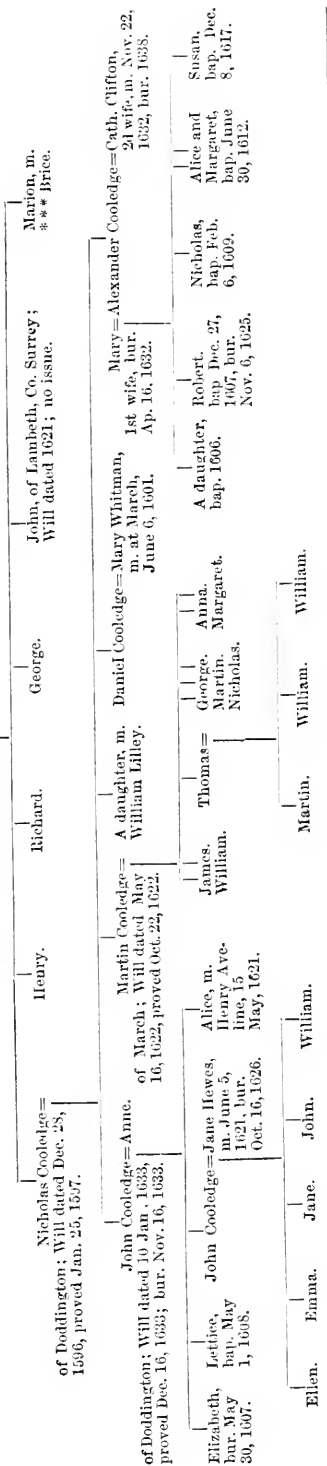 Nicholas Cooledge=
of Doddington; Will dated Dec. 28,
1596, proved Jan. 25, 1597.
Henry.
Richard.
George.
John, of Lambeth, Co. Surrey;
Will dated 1621; no issue.
Marion, m.
* * * Brice.
John Cooledge=Anne.
of Doddington; Will dated 10 Jan. 1633,
proved Dec. 16, 1633; bur. Nov. 16, 1633.
Martin Cooledge=
of March; Will dated May
16, 1622, proved Oct. 22, 1622.
A daughter, m.
William Lilley.
Daniel Cooledge=Mary Whitman,
m. at March,
June 6, 1601.
Mary=Alexander Cooledge=Cath. Clifton,
1st wife, bur.
Ap. 16, 1632.
2d wife, m. Nov. 22,
1632, bur. 1638.
Elizabeth,
bur. May
30, 1607.
Lettice,
bap. May
1, 1608.
John Cooledge=Jane Hewes,
m. June 5,
1621, bur.
Oct. 16, 1626.
Alice, m.
Henry Ave-
line, 15
May, 1621.
James.
William.
Thomas=
George.
Martin.
Nicholas.
Anna.
Margaret.
A daughter,
bap. 1606.
Robert.
bap Dec. 27,
1607, bur.
Nov. 6, 1625.
Nicholas,
bap. Feb.
6, 1609.
Alice and
Margaret,
bap. June
30, 1612.
Susan.
bap. Dec.
8, 1617.
Ellen.
Emma.
Jane.
John.
William.
Martin.
William.
William.